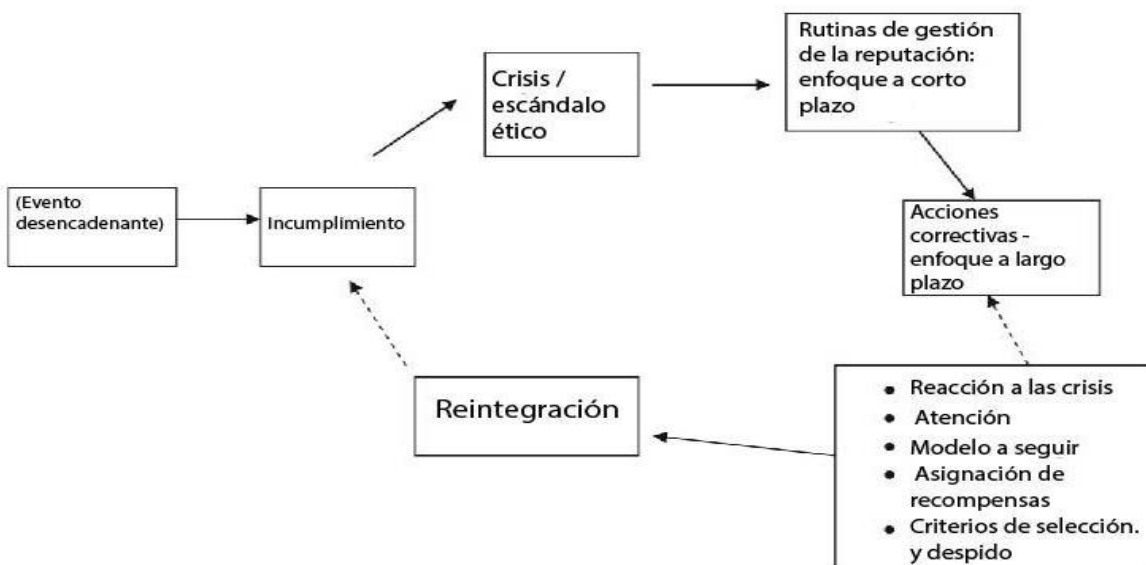 Rutinas de gestión
de la reputación:
enfoque a corto
plazo
Crisis /
escándalo
ético
(Evento
desencadenante)
Incumplimiento
Acciones
correctivas -
enfoque a largo
plazo
Reintegración
• Reacción a las crisis
• Atención
• Modelo a seguir
• Asignación de
recompensas
• Criterios de selección.
y despido